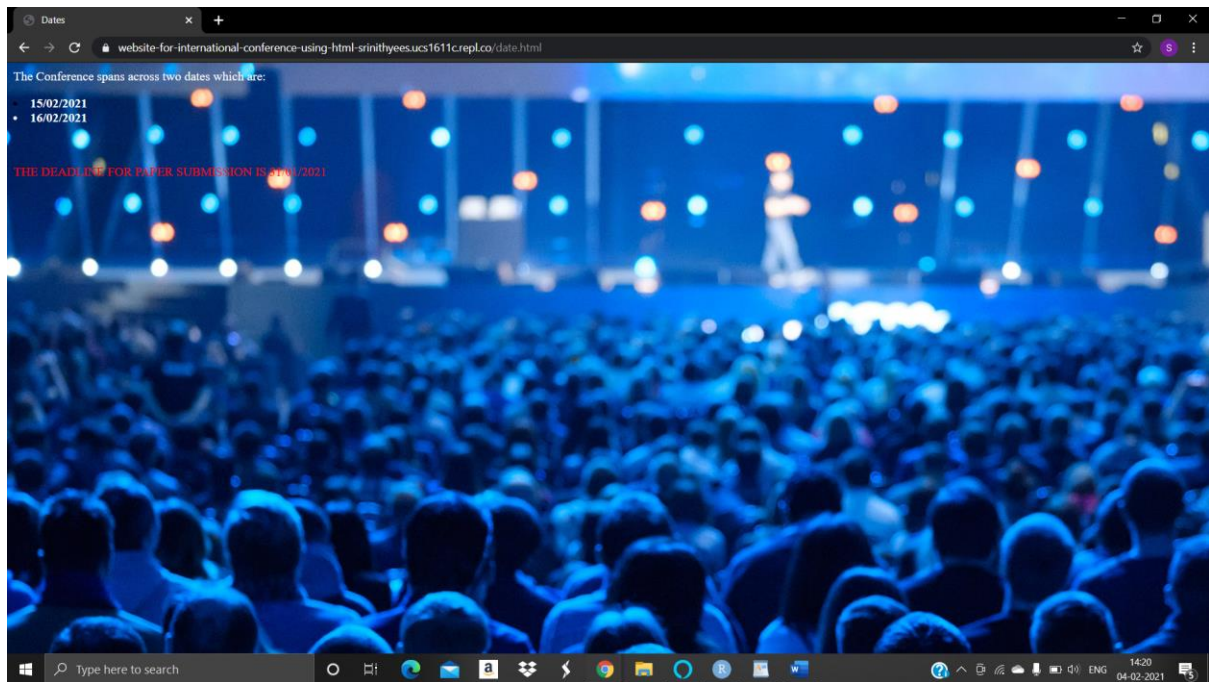 Dates
website-for-international-conference-using-html-srinithyees.ucs1611c.repl.co/date.html
S
The Conference spans across two dates which are:
15/02/2021
• 16/02/2021
THE DEADLINE FOR PAPER SUBMISSION IS 31/01/2021
Type here to search
a
R
W
ENG
14:20
04-02-2021
5